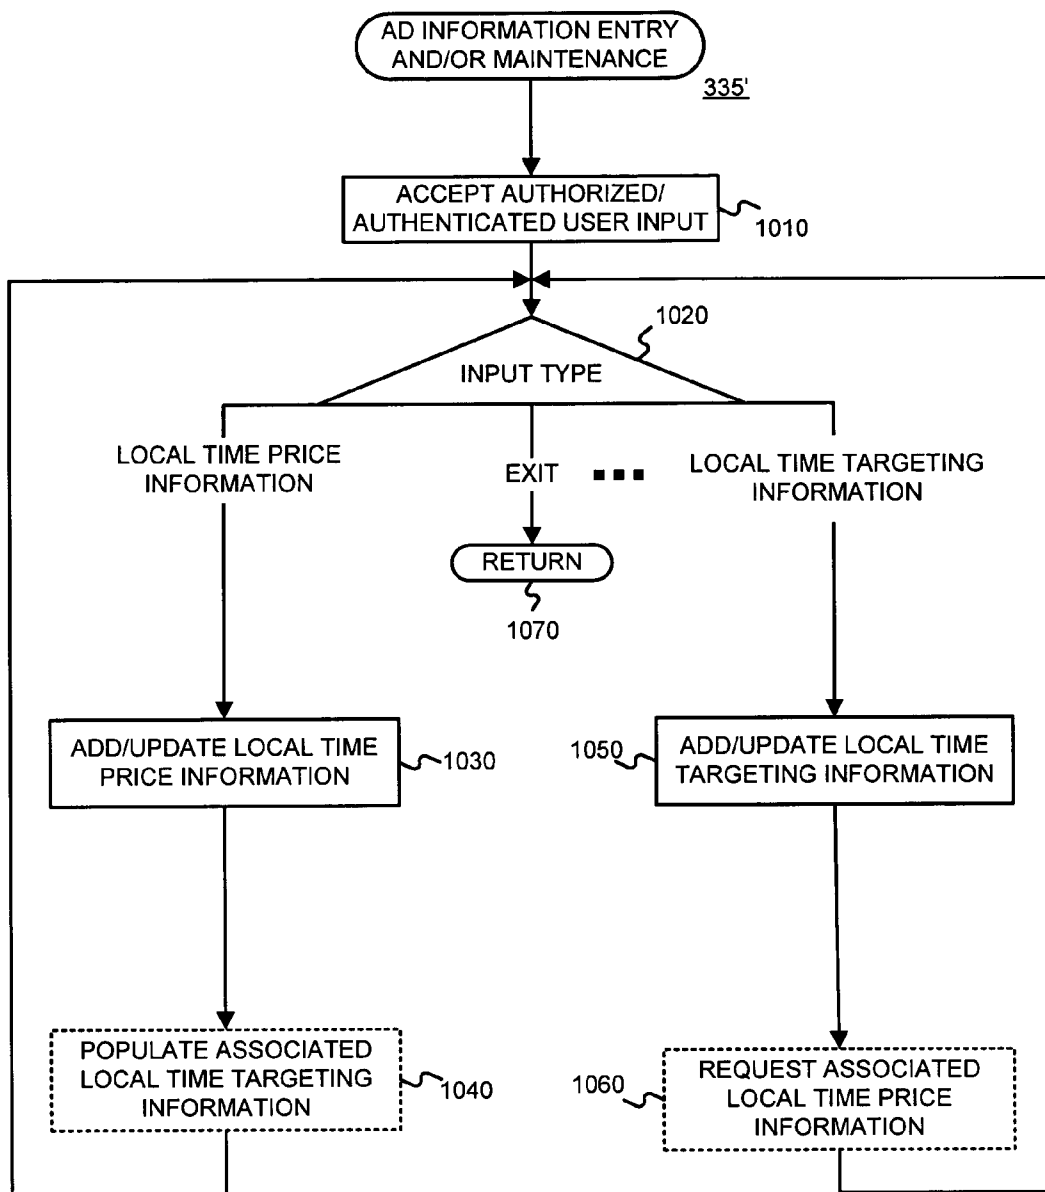 AD INFORMATION ENTRY
AND/OR MAINTENANCE
335'
ACCEPT AUTHORIZED/
AUTHENTICATED USER INPUT
1010
1020
INPUT TYPE
LOCAL TIME PRICE
INFORMATION
EXIT
LOCAL TIME TARGETING
INFORMATION
RETURN
1070
ADD/UPDATE LOCAL TIME
PRICE INFORMATION
1030
1050
ADD/UPDATE LOCAL TIME
TARGETING INFORMATION
POPULATE ASSOCIATED
LOCAL TIME TARGETING
INFORMATION
1040
1060
REQUEST ASSOCIATED
LOCAL TIME PRICE
INFORMATION